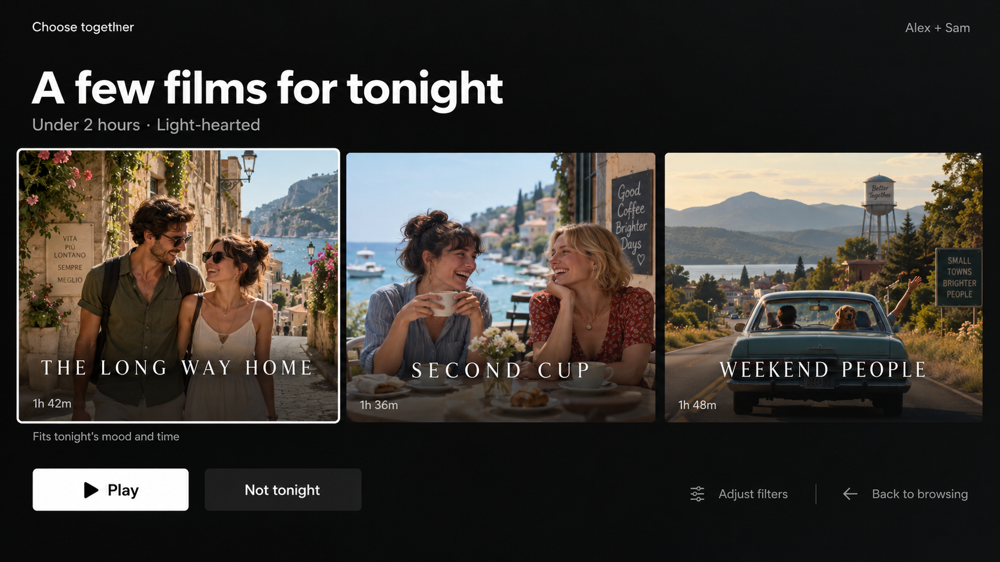 Choose together
Alex + Sam
A few films for tonight
Under 2 hours · Light-hearted
VITA
PIÙ
LONTANO
SEMPRE
MEGLIO
THE LONG WAY HOME
1h 42m
Good
Coffee
Brighter
Days
SECOND CUP
1h 36m
Better
Together
SMALL
TOWNS
BRIGHTER
PEOPLE
WEEKEND PEOPLE
1h 48m
Fits tonight's mood and time
Play
Not tonight
Adjust filters
Back to browsing